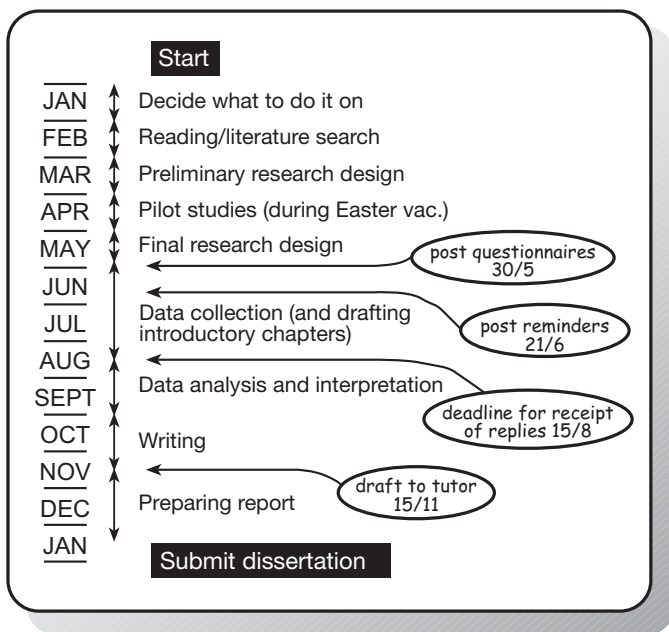 Start
JAN
Decide what to do it on
FEB
Reading/literature search
MAR
Preliminary research design
APR
Pilot studies (during Easter vac.)
MAY
Final research design
post questionnaires
30/5
JUN
JUL
Data collection (and drafting
introductory chapters)
post reminders
21/6
AUG
SEPT
Data analysis and interpretation
deadline for receipt
of replies 15/8
OCT
Writing
NOV
draft to tutor
15/11
DEC
Preparing report
JAN
Submit dissertation